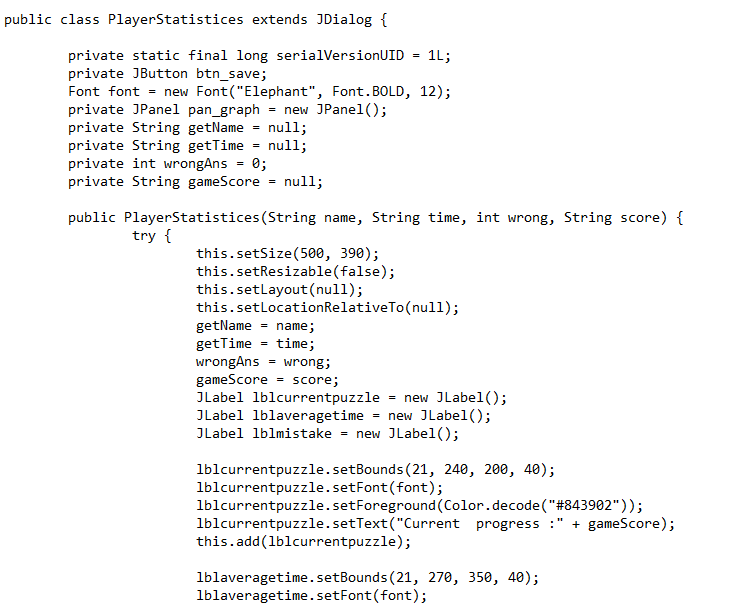 public class PlayerStatistices extends JDialog {
private static final long serialVersionUID = 1L;
private JButton btn_save;
Font font = new Font("Elephant", Font.BOLD, 12);
private JPanel pan_graph = new JPanel();
private String getName = null;
private String getTime = null;
private int wrongAns = 0;
private String gameScore = null;
public PlayerStatistices(String name, String time, int wrong, String score) {
try {
this.setSize(500, 390);
this.setResizable(false);
this.setLayout(null);
this.setLocationRelativeTo(null);
getName = name;
getTime = time;
wrongAns = wrong;
gameScore = score;
JLabel lblcurrentpuzzle = new JLabel();
JLabel lblaveragetime = new JLabel();
JLabel lblmistake = new JLabel();
lblcurrentpuzzle.setBounds(21, 240, 200, 40);
lblcurrentpuzzle.setFont(font);
lblcurrentpuzzle.setForeground(Color.decode("#843902"));
lblcurrentpuzzle.setText("Current  progress :" + gameScore);
this.add(lblcurrentpuzzle);
lblaveragetime.setBounds(21, 270, 350, 40);
lblaveragetime.setFont(font);